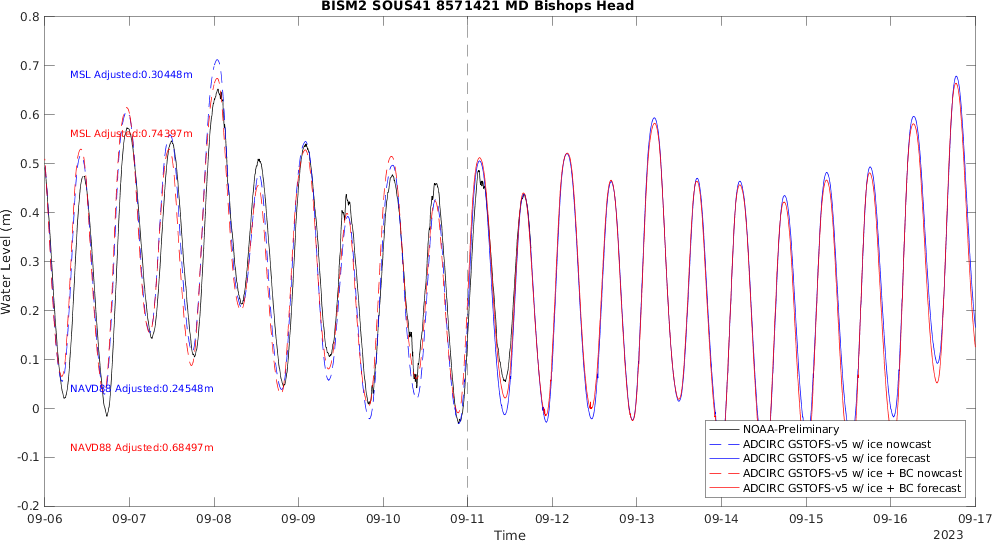 BISM2 SOUS41 8571421 MD Bishops Head
0.8
0.7
0.6
0.5
0.4
0.3
0.2
0.1
0
-0.1
-0.2
Water Level (m)
MSL Adjusted:0.30448m
MSL Adjusted:0.74397m
NAVD88 Adjusted:0.24548m
NAVD88 Adjusted:0.68497m
NOAA-Preliminary
ADCIRC GSTOFS-v5 w/ ice nowcast
ADCIRC GSTOFS-v5 w/ ice forecast
ADCIRC GSTOFS-v5 w/ ice + BC nowcast
ADCIRC GSTOFS-v5 w/ ice + BC forecast
09-06 09-07 09-08 09-09 09-10 09-11 09-12 09-13 09-14 09-15 09-16 09-17
Time
2023